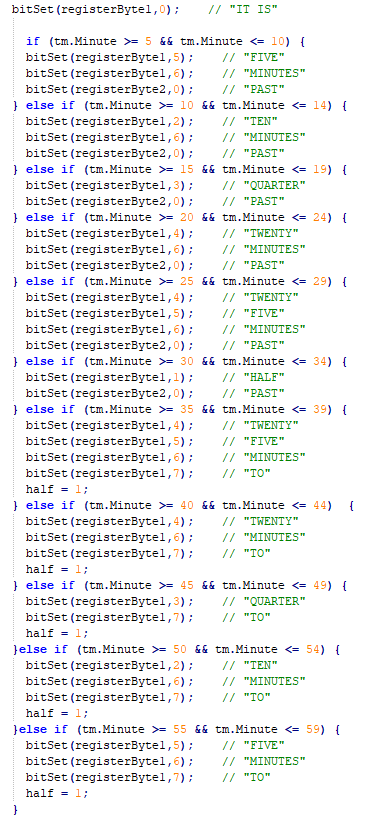 bitSet(registerByte1,0);    // "IT IS"
if (tm.Minute >= 5 && tm.Minute <= 10) {
bitSet(registerByte1,5);    // "FIVE"
bitSet(registerByte1,6);    // "MINUTES"
bitSet(registerByte2,0);    // "PAST"
} else if (tm.Minute >= 10 && tm.Minute <= 14) {
bitSet(registerByte1,2);    // "TEN"
bitSet(registerByte1,6);    // "MINUTES"
bitSet(registerByte2,0);    // "PAST"
} else if (tm.Minute >= 15 && tm.Minute <= 19) {
bitSet(registerByte1,3);    // "QUARTER"
bitSet(registerByte2,0);    // "PAST"
} else if (tm.Minute >= 20 && tm.Minute <= 24) {
bitSet(registerByte1,4);    // "TWENTY"
bitSet(registerByte1,6);    // "MINUTES"
bitSet(registerByte2,0);    // "PAST"
} else if (tm.Minute >= 25 && tm.Minute <= 29) {
bitSet(registerByte1,4);    // "TWENTY"
bitSet(registerByte1,5);    // "FIVE"
bitSet(registerByte1,6);    // "MINUTES"
bitSet(registerByte2,0);    // "PAST"
} else if (tm.Minute >= 30 && tm.Minute <= 34) {
bitSet(registerByte1,1);    // "HALF"
bitSet(registerByte2,0);    // "PAST"
} else if (tm.Minute >= 35 && tm.Minute <= 39) {
bitSet(registerByte1,4);    // "TWENTY"
bitSet(registerByte1,5);    // "FIVE"
bitSet(registerByte1,6);    // "MINUTES"
bitSet(registerByte1,7);    // "TO"
half = 1;
} else if (tm.Minute >= 40 && tm.Minute <= 44)  {
bitSet(registerByte1,4);    // "TWENTY"
bitSet(registerByte1,6);    // "MINUTES"
bitSet(registerByte1,7);    // "TO"
half = 1;
} else if (tm.Minute >= 45 && tm.Minute <= 49) {
bitSet(registerByte1,3);    // "QUARTER"
bitSet(registerByte1,7);    // "TO"
half = 1;
}else if (tm.Minute >= 50 && tm.Minute <= 54) {
bitSet(registerByte1,2);    // "TEN"
bitSet(registerByte1,6);    // "MINUTES"
bitSet(registerByte1,7);    // "TO"
half = 1;
}else if (tm.Minute >= 55 && tm.Minute <= 59) {
bitSet(registerByte1,5);    // "FIVE"
bitSet(registerByte1,6);    // "MINUTES"
bitSet(registerByte1,7);    // "TO"
half = 1;
}